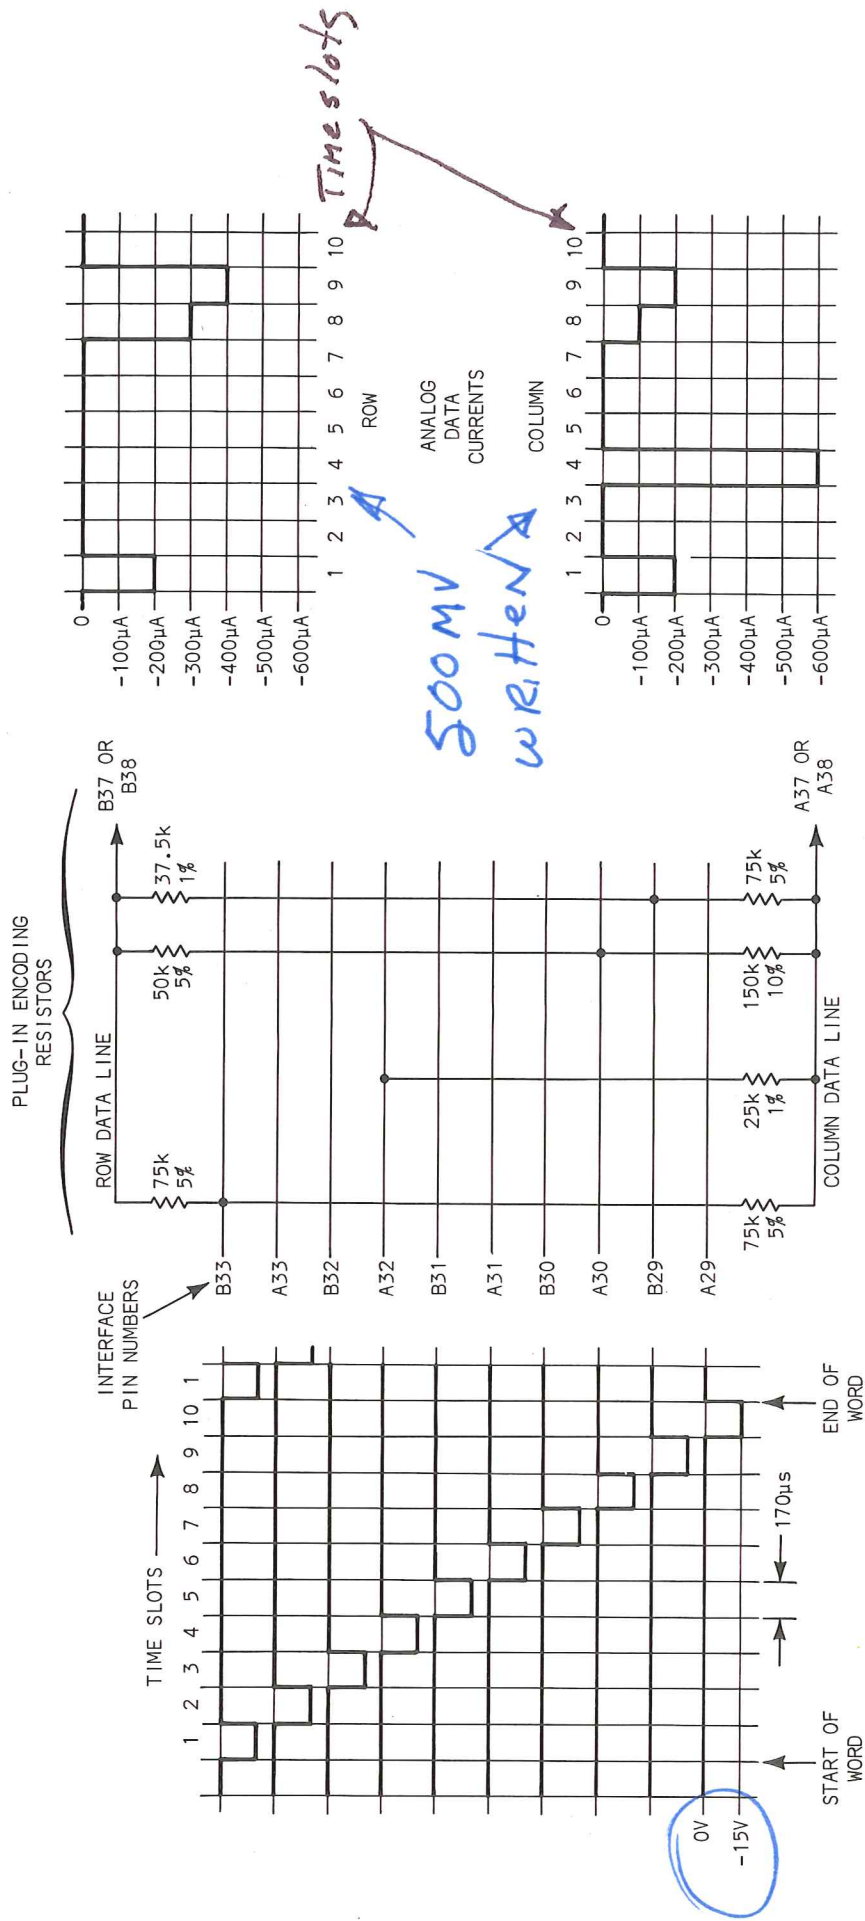 PLUG-IN ENCODING
RESISTORS
INTERFACE
PIN NUMBERS
TIME SLOTS
1 2 3 4 5 6 7 8 9 10 1
0V
-15V
START OF
WORD
170µs
END OF
WORD
B33
A33
B32
A32
B31
A31
B30
A30
B29
A29
ROW DATA LINE
75k
5%
50k
5%
37.5k
1%
B37 OR
B38
75k
5%
25k
1%
150k
10%
75k
5%
COLUMN DATA LINE
A37 OR
A38
0
-100µA
-200µA
-300µA
-400µA
-500µA
-600µA
1 2 3 4 5 6 7 8 9 10
ROW
ANALOG
DATA
CURRENTS
COLUMN
1 2 3 4 5 6 7 8 9 10
0
-100µA
-200µA
-300µA
-400µA
-500µA
-600µA
500 MV
WRiHeN
TiMe slots